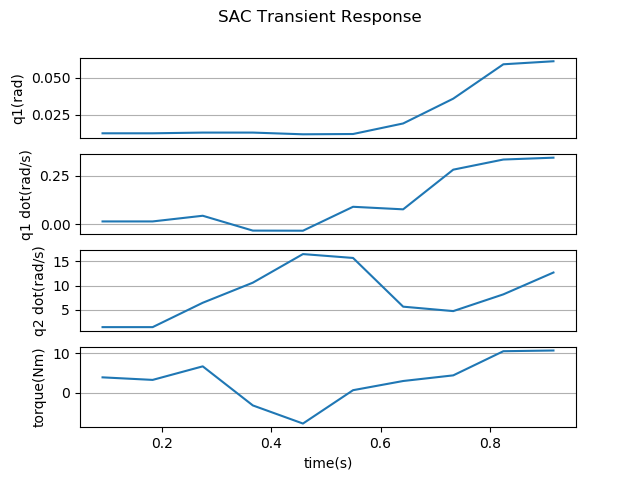 SAC Transient Response
q1(rad)
0.050
0.025
q1 dot(rad/s)
0.25
0.00
q2 dot(rad/s)
15
10
5
torque(Nm)
10
0
0.2 0.4 0.6 0.8
time(s)